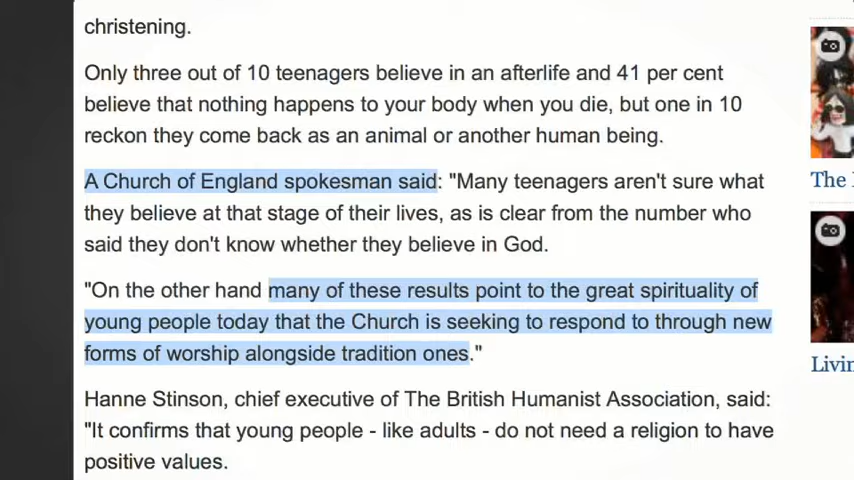 christening.
Only three out of 10 teenagers believe in an afterlife and 41 per cent
believe that nothing happens to your body when you die, but one in 10
reckon they come back as an animal or another human being.
A Church of England spokesman said: "Many teenagers aren't sure what
they believe at that stage of their lives, as is clear from the number who
said they don't know whether they believe in God.
"On the other hand many of these results point to the great spirituality of
young people today that the Church is seeking to respond to through new
forms of worship alongside tradition ones."
Hanne Stinson, chief executive of The British Humanist Association, said:
"It confirms that young people - like adults - do not need a religion to have
positive values.
The
Livin